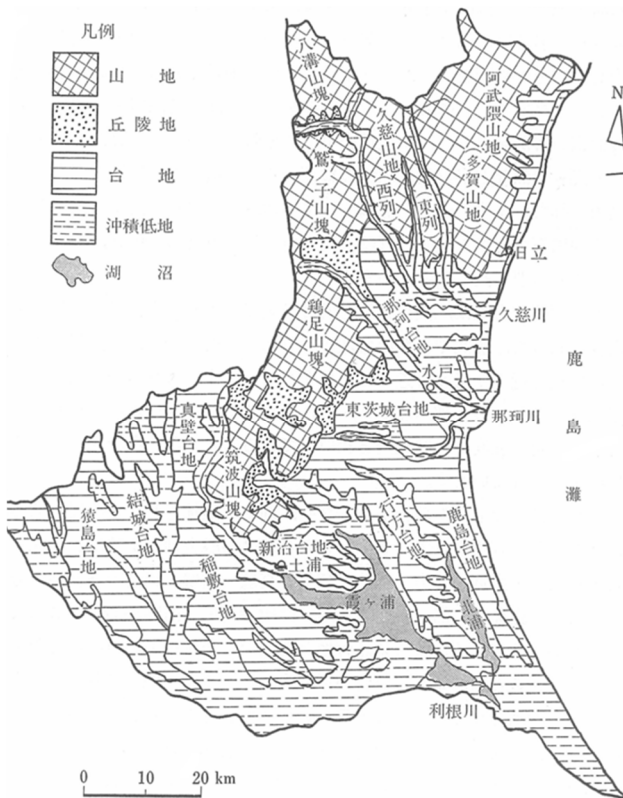 凡例
山地
丘陵地
台地
沖積低地
湖沼
N
八溝山塊
久慈山地
(西列)
(東列)
阿武隈山地
(多賀山地)
鷲ノ子山塊
日立
久慈川
那珂台地
鶏足山塊
水戸
鹿島灘
東茨城台地
那珂川
真壁台地
筑波山塊
結城台地
猿島台地
行方台地
鹿島台地
新治台地
土浦
稲敷台地
霞ヶ浦
北浦
利根川
0 10 20 km